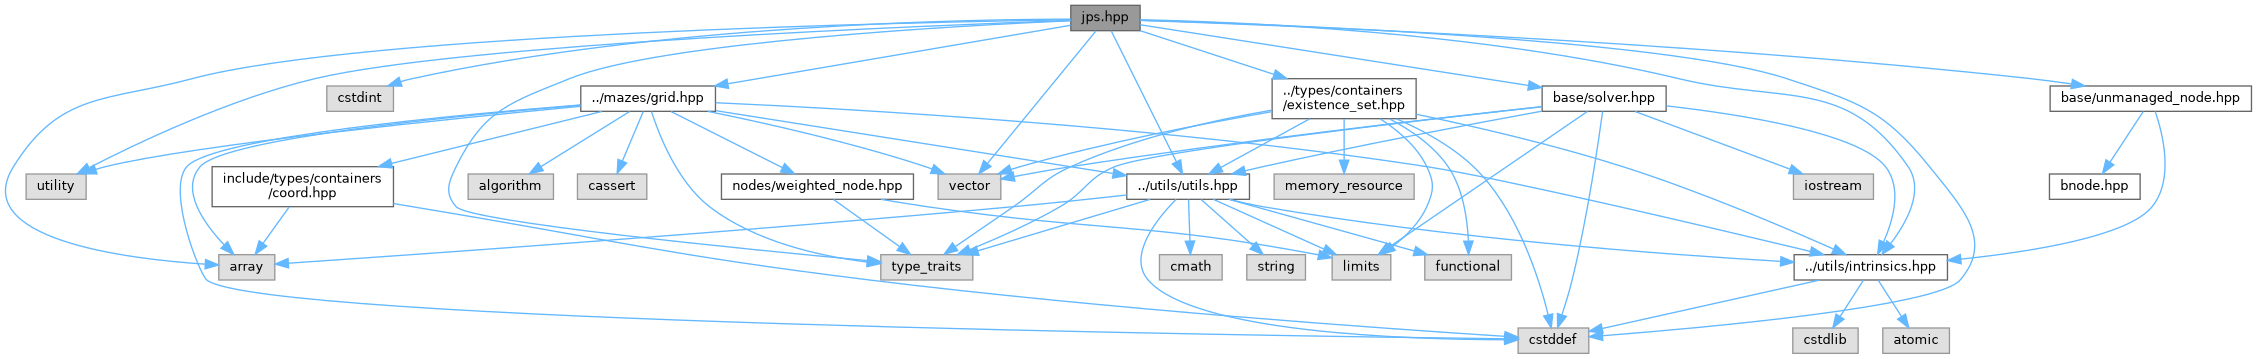 jps.hpp
cstdint
../mazes/grid.hpp
../types/containers
/existence_set.hpp
base/solver.hpp
base/unmanaged_node.hpp
utility
include/types/containers
/coord.hpp
algorithm
cassert
nodes/weighted_node.hpp
vector
../utils/utils.hpp
memory_resource
iostream
bnode.hpp
array
type_traits
cmath
string
limits
functional
../utils/intrinsics.hpp
cstddef
cstdlib
atomic